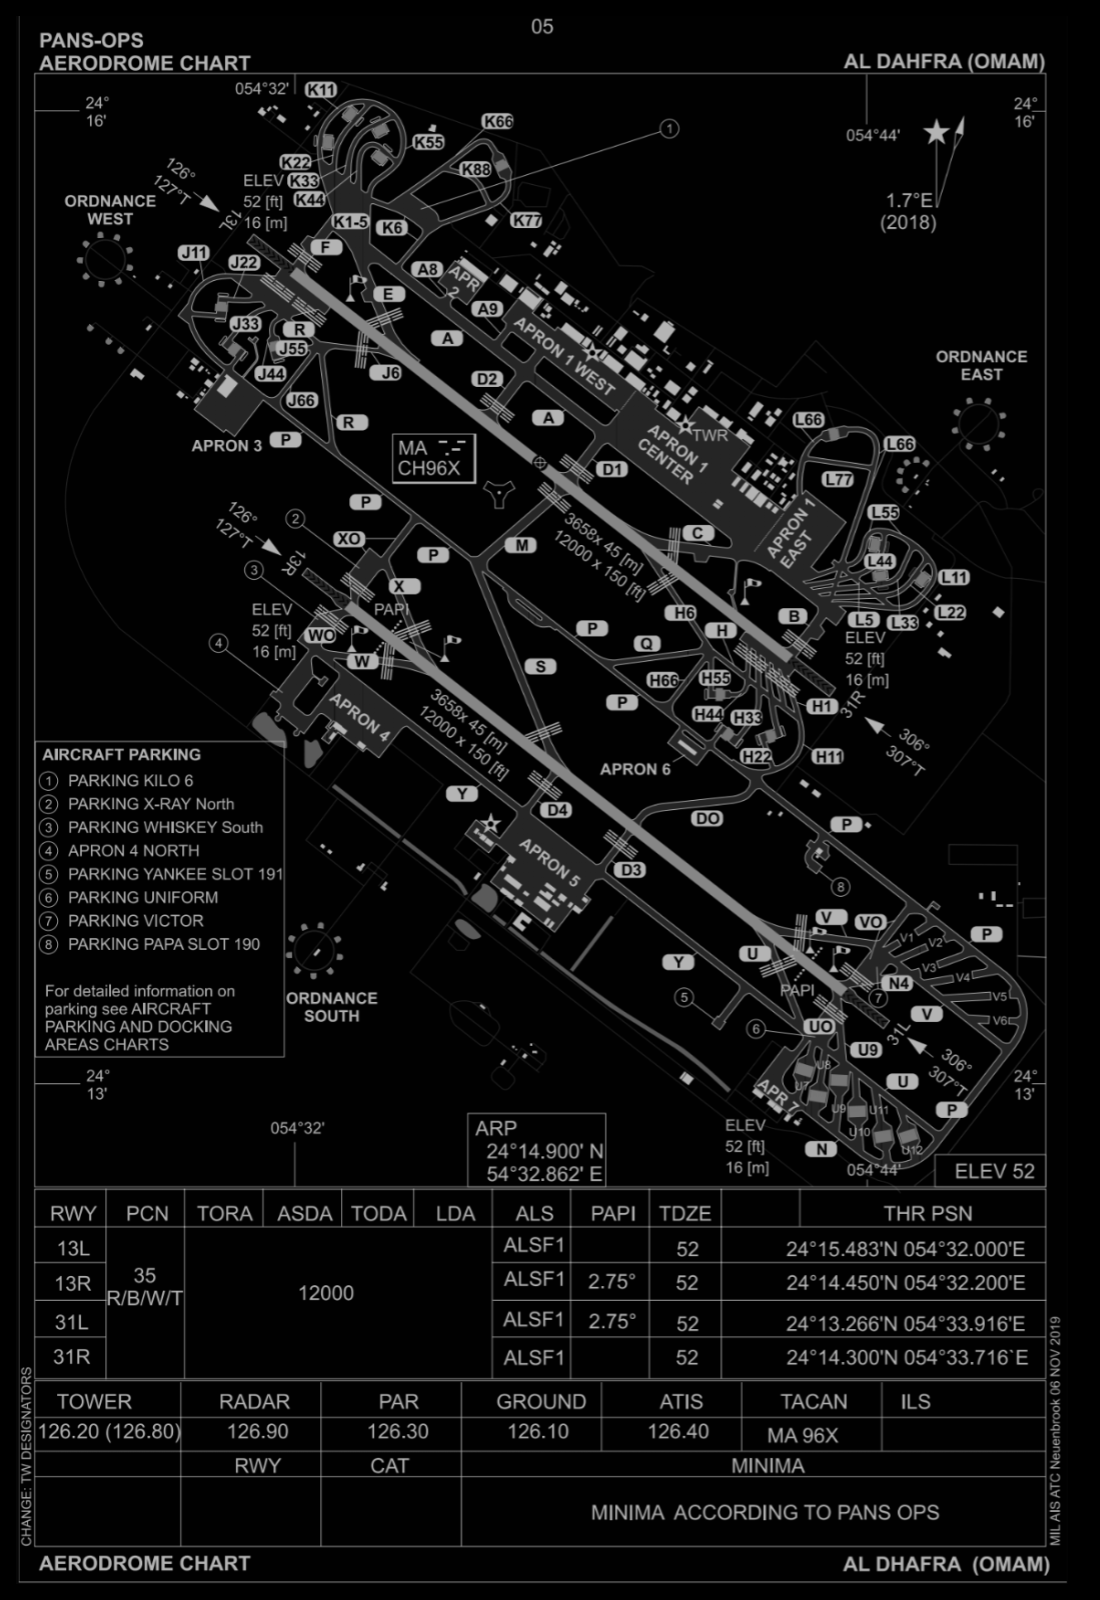 05
PANS-OPS
AERODROME CHART
AL DAHFRA (OMAM)
054°32'
K11
24°
16'
24°
16'
054°44'
K66
1
K55
K88
K22
K33
K44
126°
127°T
ELEV
52 [ft]
16 [m]
13L
ORDNANCE
WEST
1.7°E
(2018)
K1-5
K6
K77
F
J11
J22
A8
APR
2
E
A9
J33
R
J55
A
APRON 1 WEST
ORDNANCE
EAST
J44
J6
D2
J66
R
A
L66
TWR
APRON 3
P
MA
CH96X
D1
APRON 1
CENTER
L66
L77
P
126°
127°T
2
XO
P
M
3658x 45 [m]
12000 x 150 [ft]
C
APRON 1
EAST
L55
L44
13R
3
X
L11
PAPI
ELEV
52 [ft]
16 [m]
WO
H6
B
L5
L33
L22
4
W
P
Q
H
ELEV
52 [ft]
16 [m]
S
H66
H55
APRON 4
3658x 45 [m]
12000 x 150 [ft]
P
H44
H33
H1
31R
306°
307°T
APRON 6
H22
H11
AIRCRAFT PARKING
1 PARKING KILO 6
2 PARKING X-RAY North
3 PARKING WHISKEY South
4 APRON 4 NORTH
5 PARKING YANKEE SLOT 191
6 PARKING UNIFORM
7 PARKING VICTOR
8 PARKING PAPA SLOT 190
For detailed information on
parking see AIRCRAFT
PARKING AND DOCKING
AREAS CHARTS
Y
D4
DO
P
APRON 5
D3
8
V
VO
V1
V2
P
ORDNANCE
SOUTH
Y
U
V3
V4
PAPI
7
N4
V5
5
V
V6
6
UO
31L
U9
306°
307°T
U8
U7
U
APR 7
U9
U11
P
U10
U12
N
24°
13'
24°
13'
054°32'
ARP
24°14.900' N
54°32.862' E
ELEV
52 [ft]
16 [m]
054°44'
ELEV 52
RWY PCN TORA ASDA TODA LDA ALS PAPI TDZE THR PSN
13L ALSF1 52 24°15.483'N 054°32.000'E
13R 35 R/B/W/T 12000 ALSF1 2.75° 52 24°14.450'N 054°32.200'E
31L ALSF1 2.75° 52 24°13.266'N 054°33.916'E
31R ALSF1 52 24°14.300'N 054°33.716`E
TOWER RADAR PAR GROUND ATIS TACAN ILS
126.20 (126.80) 126.90 126.30 126.10 126.40 MA 96X
RWY CAT MINIMA
MINIMA ACCORDING TO PANS OPS
CHANGE: TW DESIGNATORS
MIL AIS ATC Neuenbrook 06 NOV 2019
AERODROME CHART
AL DHAFRA (OMAM)